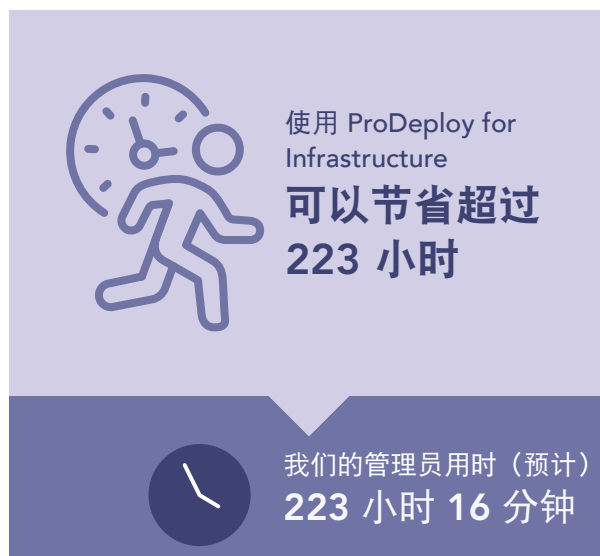 使用 ProDeploy for
Infrastructure
可以节省超过
223 小时
我们的管理员用时（预计）
223 小时 16 分钟